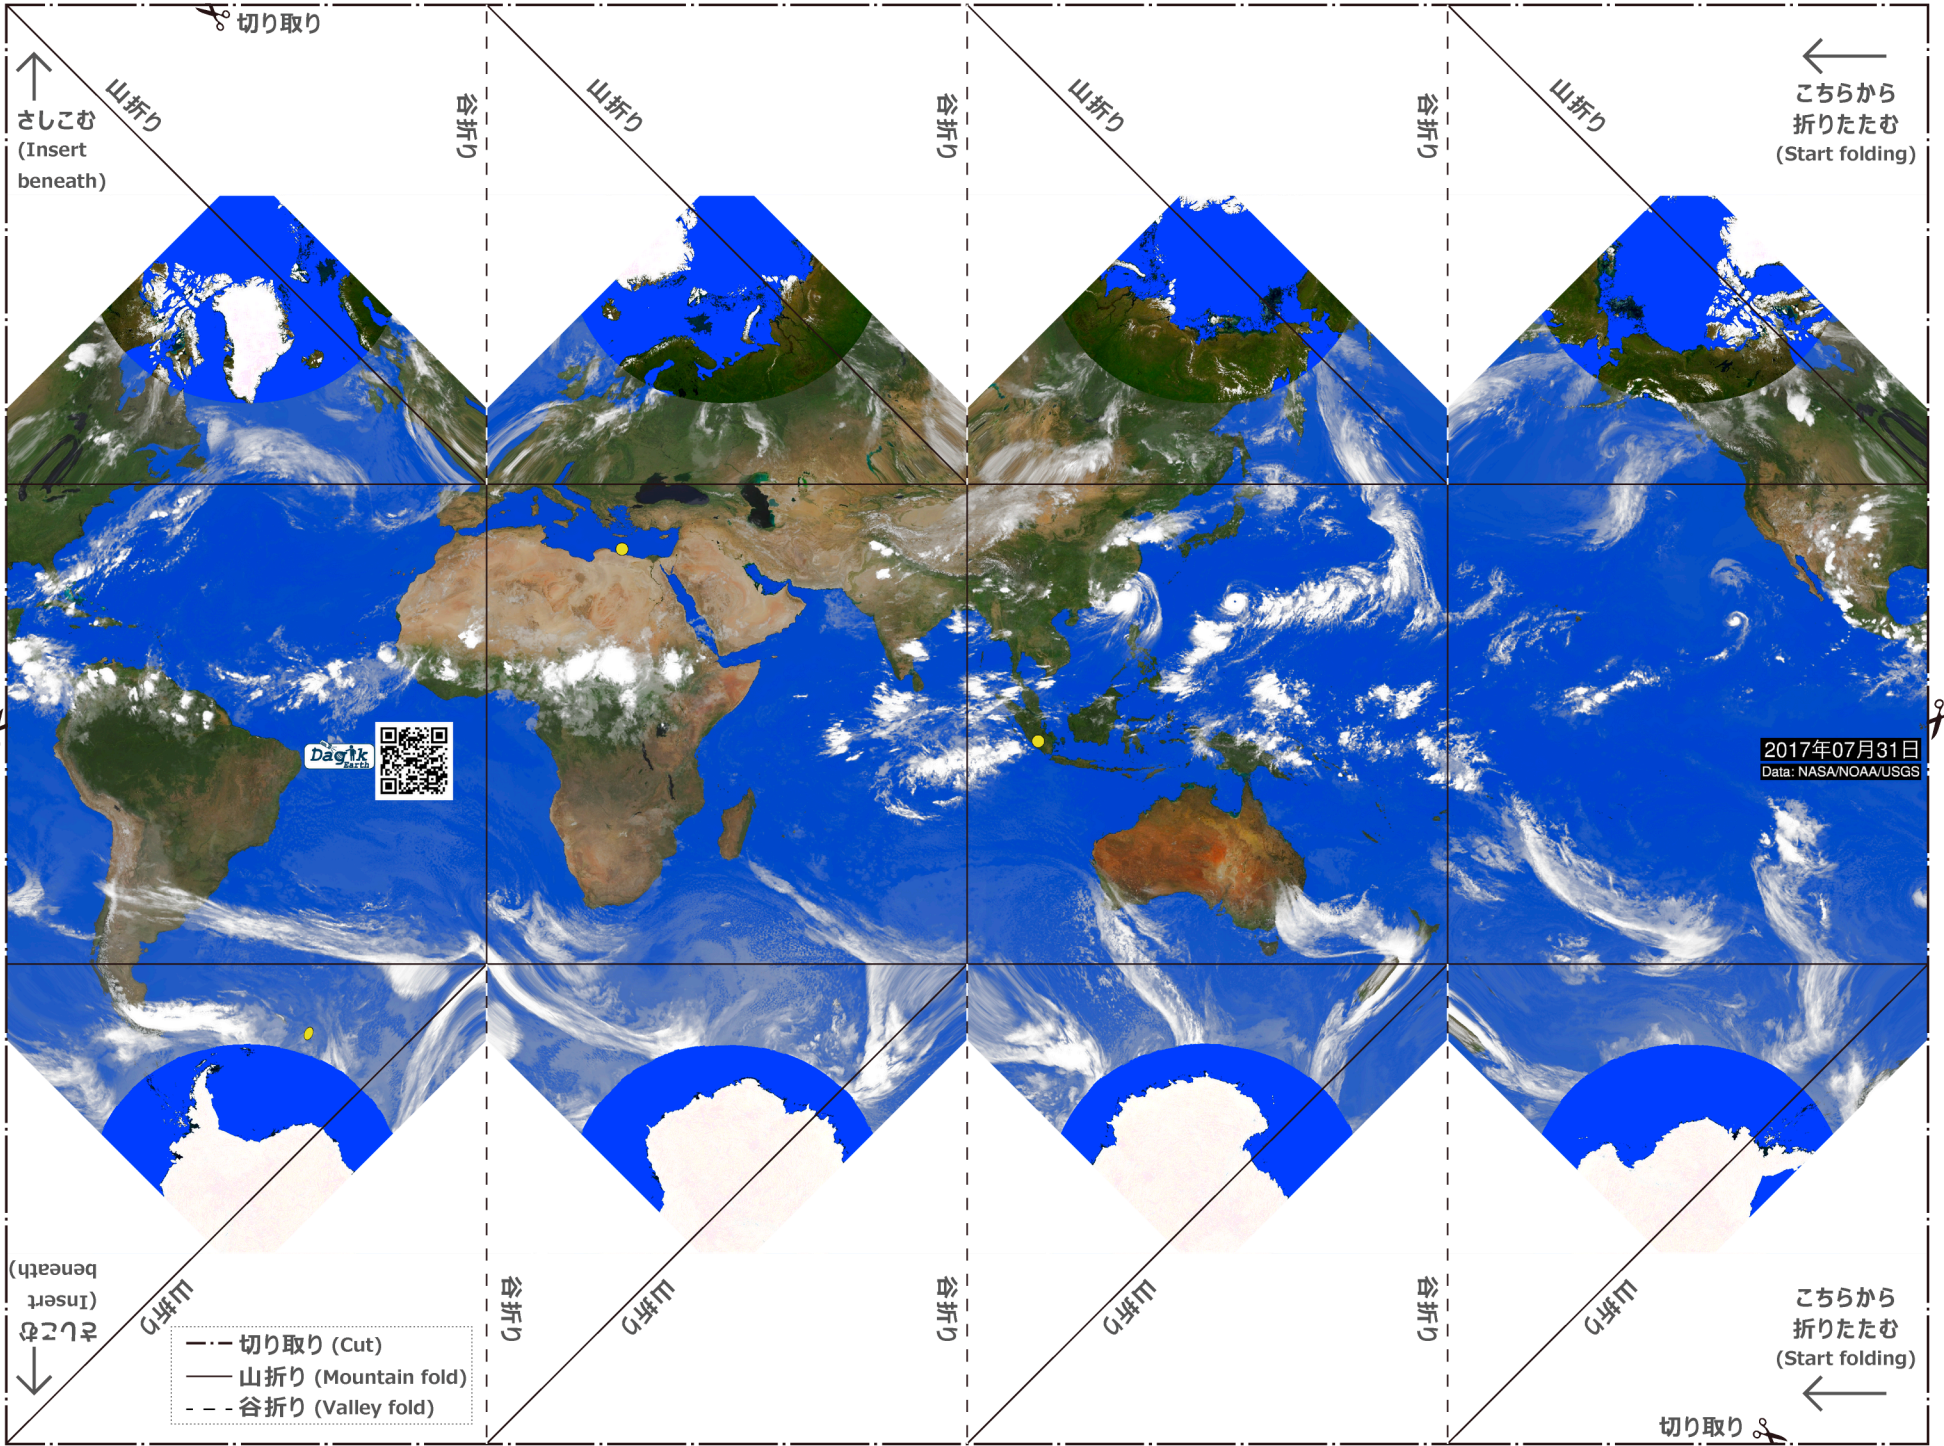 切り取り
さしこむ
(Insert
beneath)
山折り
谷折り
山折り
谷折り
山折り
谷折り
山折り
こちらから
折りたたむ
(Start folding)
Dagik
Earth
2017年07月31日
Data: NASA/NOAA/USGS
さしこむ
(Insert
beneath)
山折り
谷折り
山折り
谷折り
山折り
谷折り
山折り
こちらから
折りたたむ
(Start folding)
切り取り (Cut)
山折り (Mountain fold)
谷折り (Valley fold)
切り取り